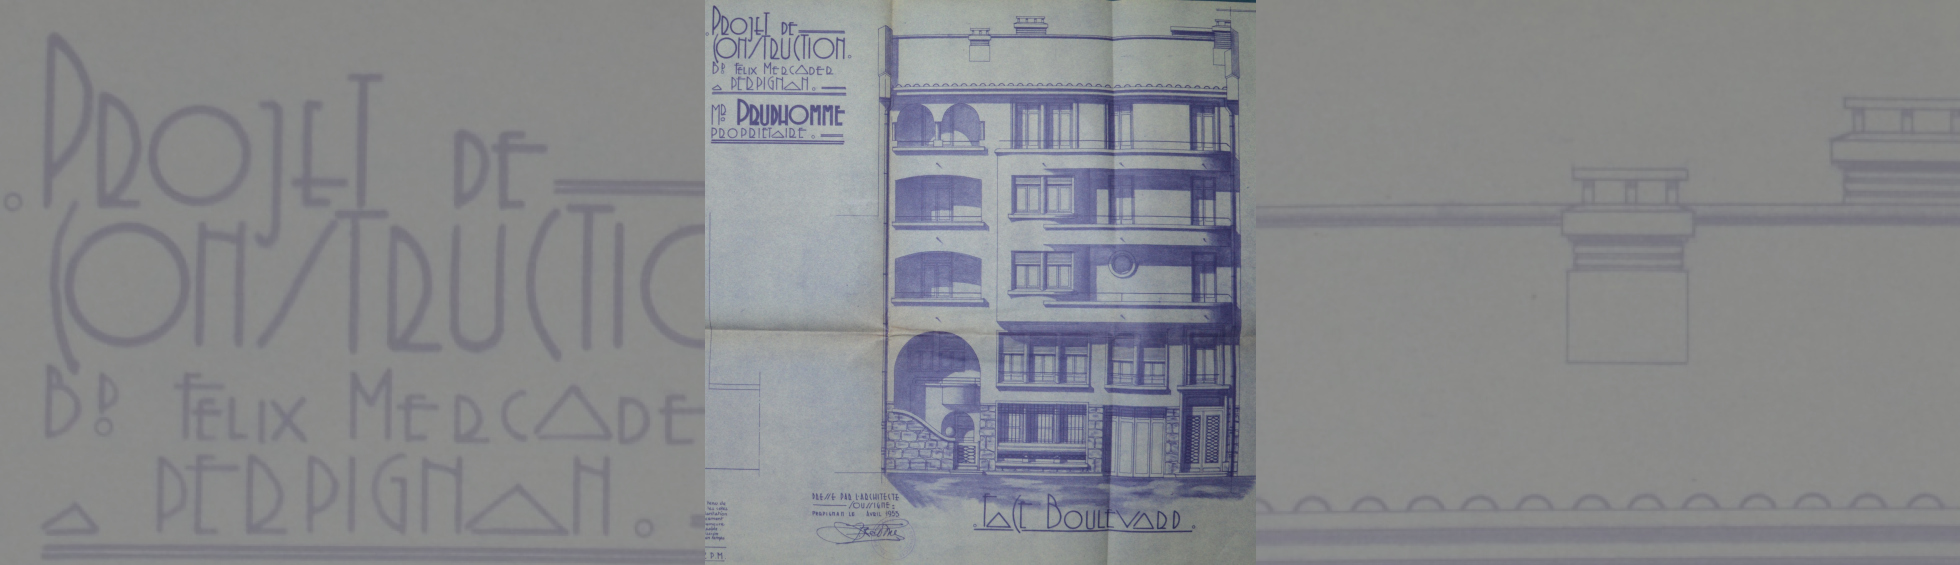 PROJET DE
CONSTRUCTION.
BD. FELIX MERCADER
A PERPIGNAN.
MR. PRUDHOMME
PROPRIETAIRE.
DRESSE PAR L'ARCHITECTE
SOUSSIGNE:
PERPIGNAN LE AVRIL 1935
FACE BOULEVARD.